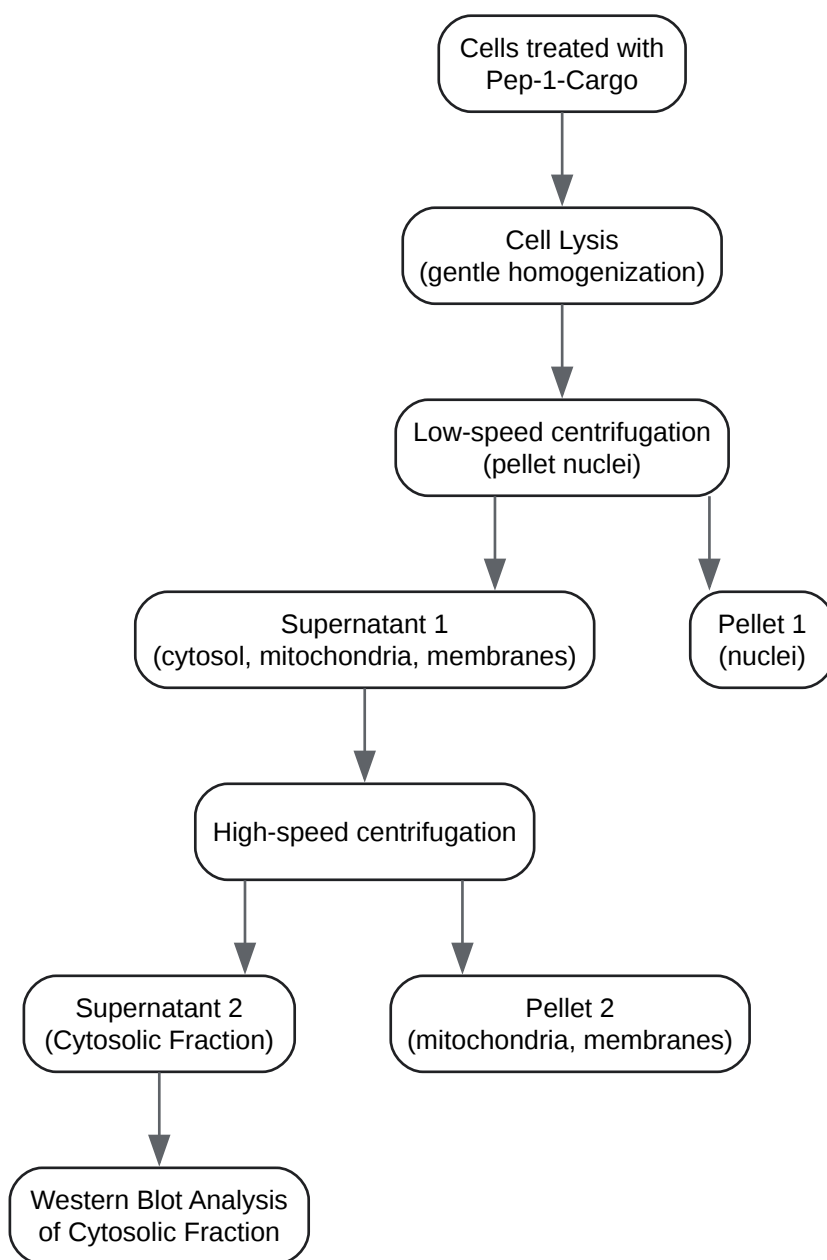 Cells treated with
Pep-1-Cargo
Cell Lysis
(gentle homogenization)
Low-speed centrifugation
(pellet nuclei)
Supernatant 1
(cytosol, mitochondria, membranes)
Pellet 1
(nuclei)
High-speed centrifugation
Supernatant 2
(Cytosolic Fraction)
Pellet 2
(mitochondria, membranes)
Western Blot Analysis
of Cytosolic Fraction